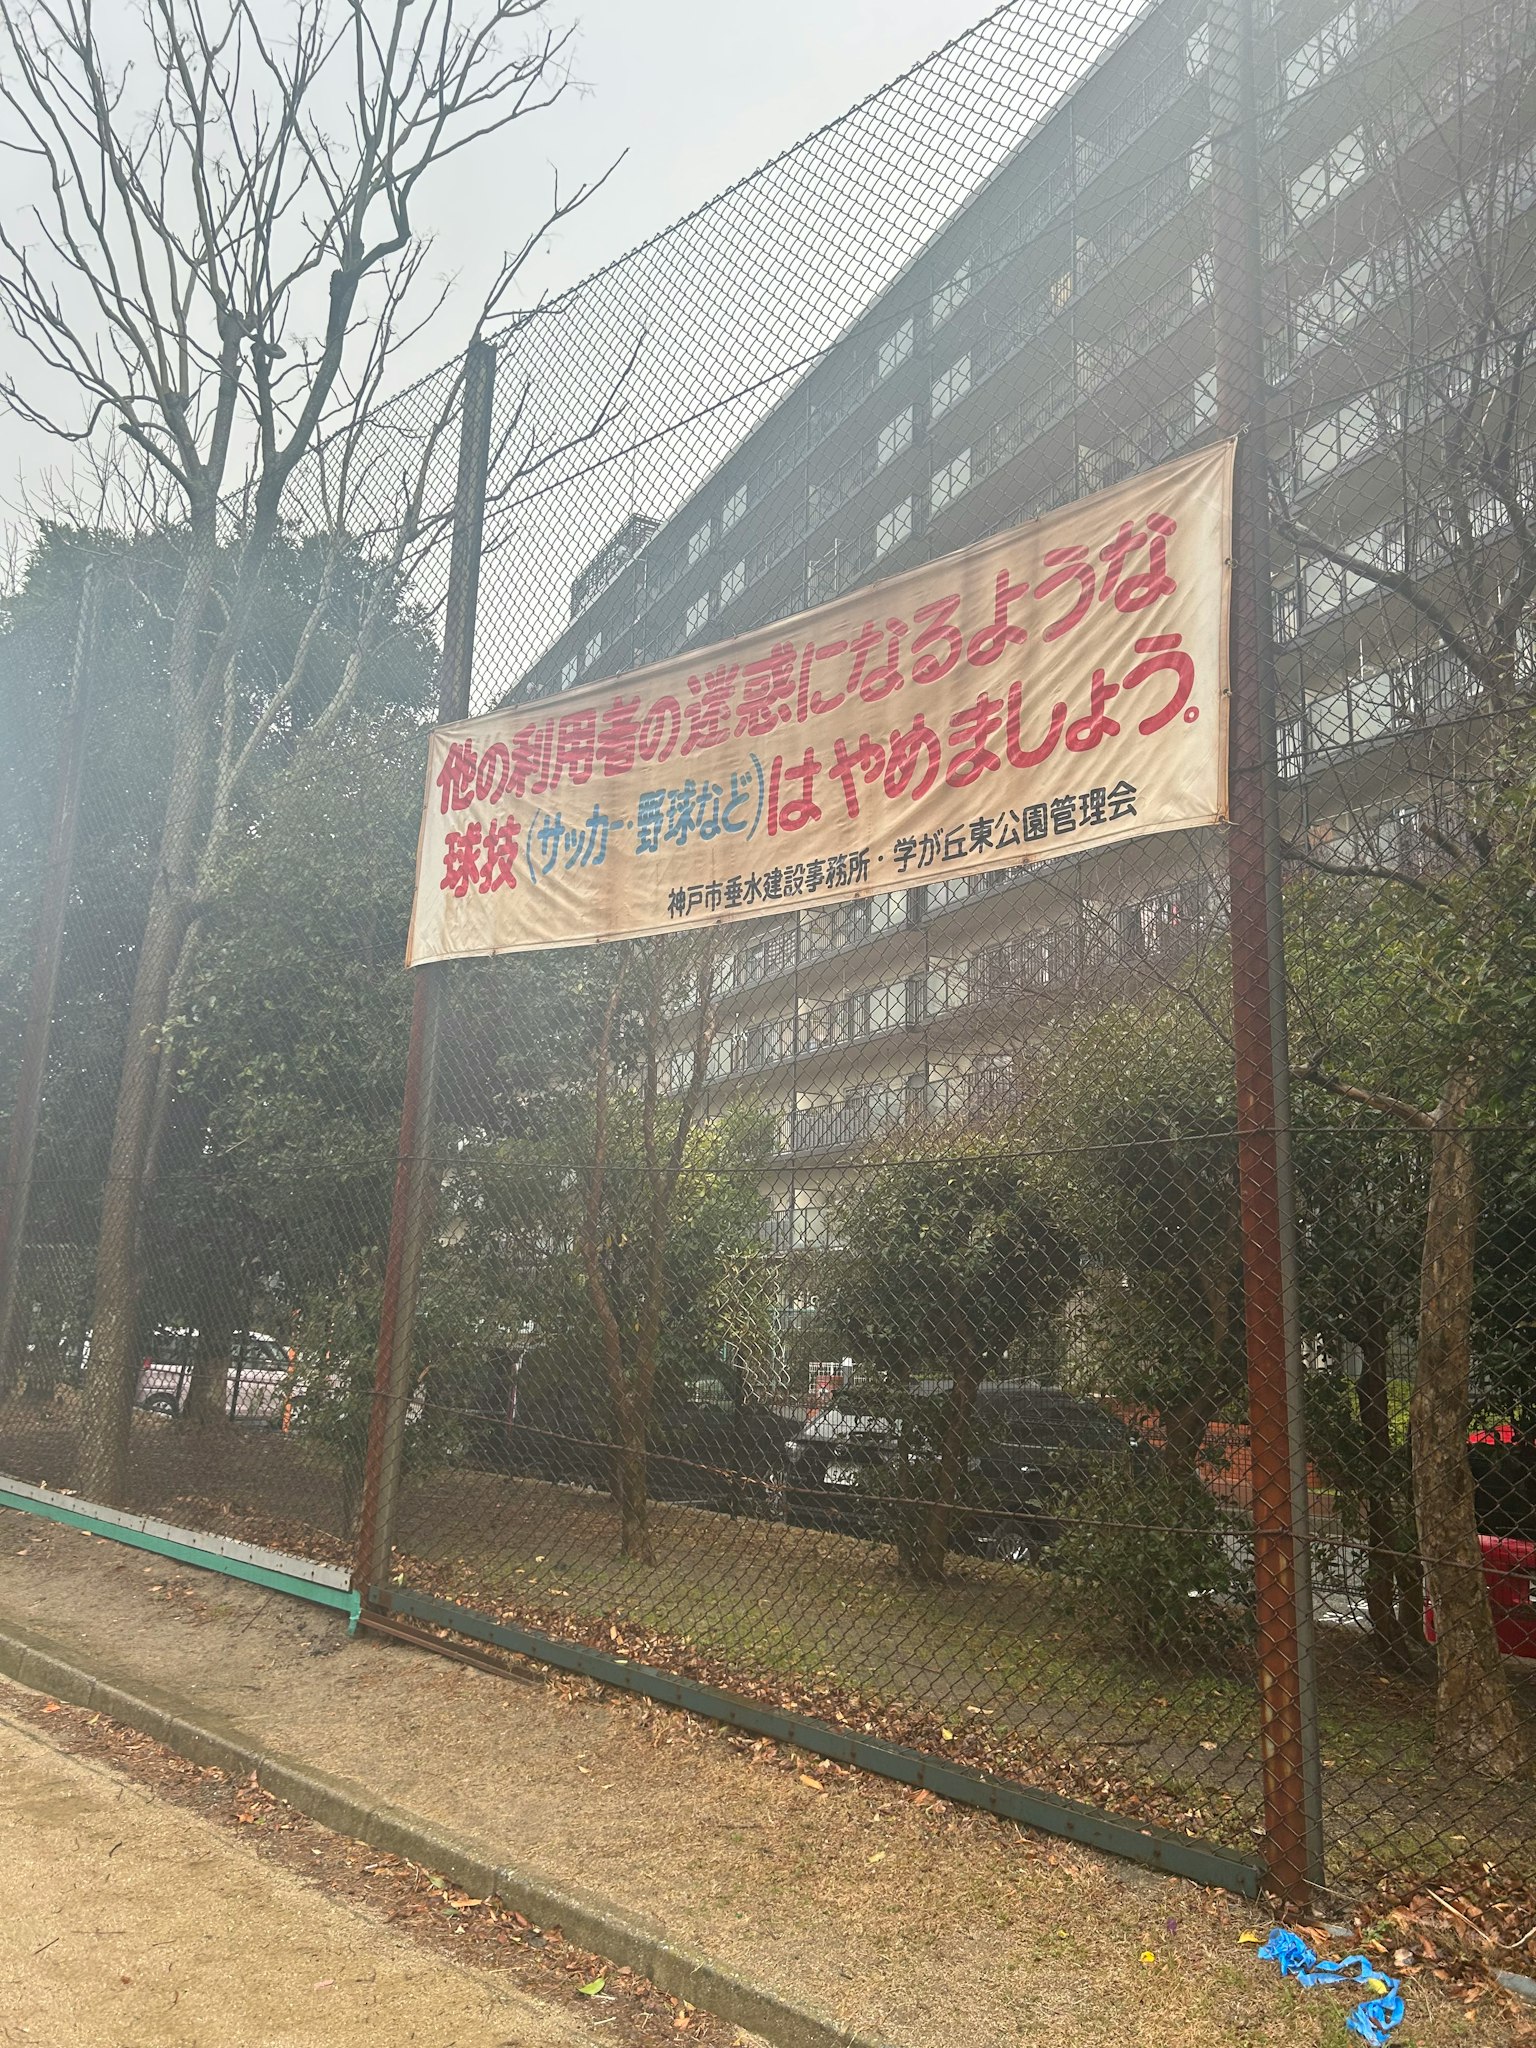 他の利用者の迷惑になるような
球技(サッカー・野球など)はやめましょう。
神戸市垂水建設事務所・学が丘東公園管理会